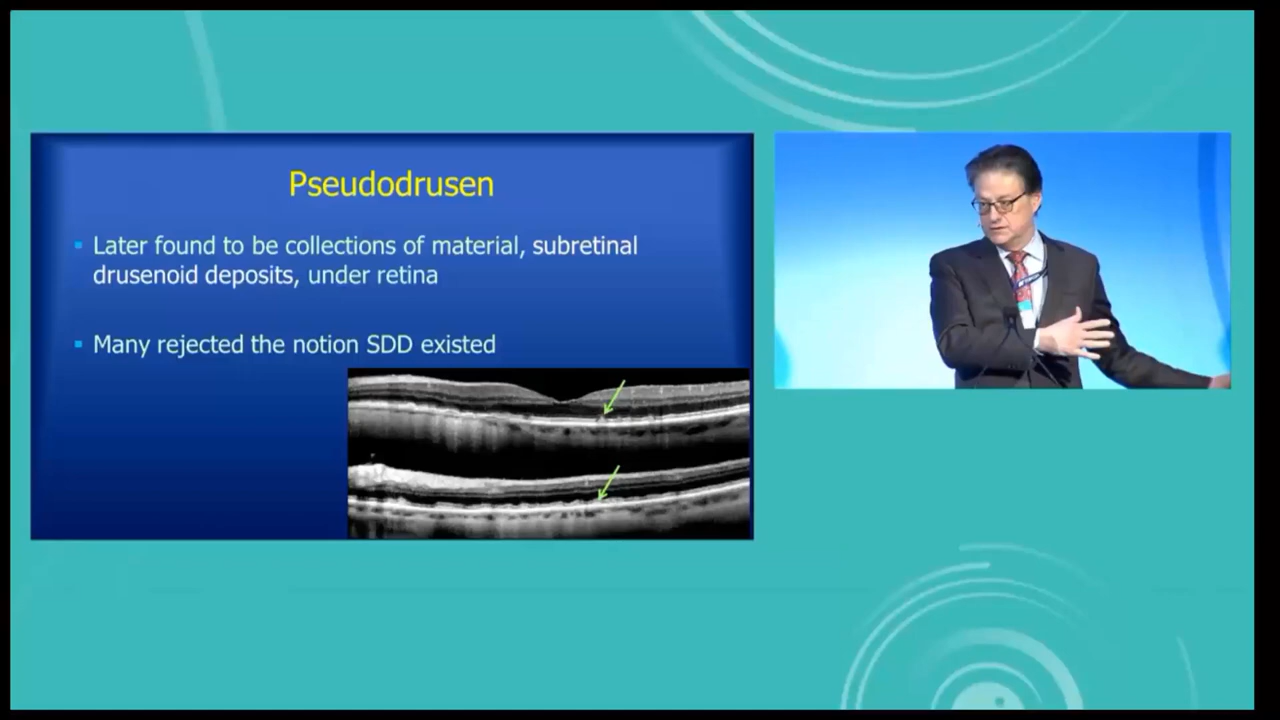 Pseudodrusen
▪ Later found to be collections of material, subretinal
drusenoid deposits, under retina
▪ Many rejected the notion SDD existed